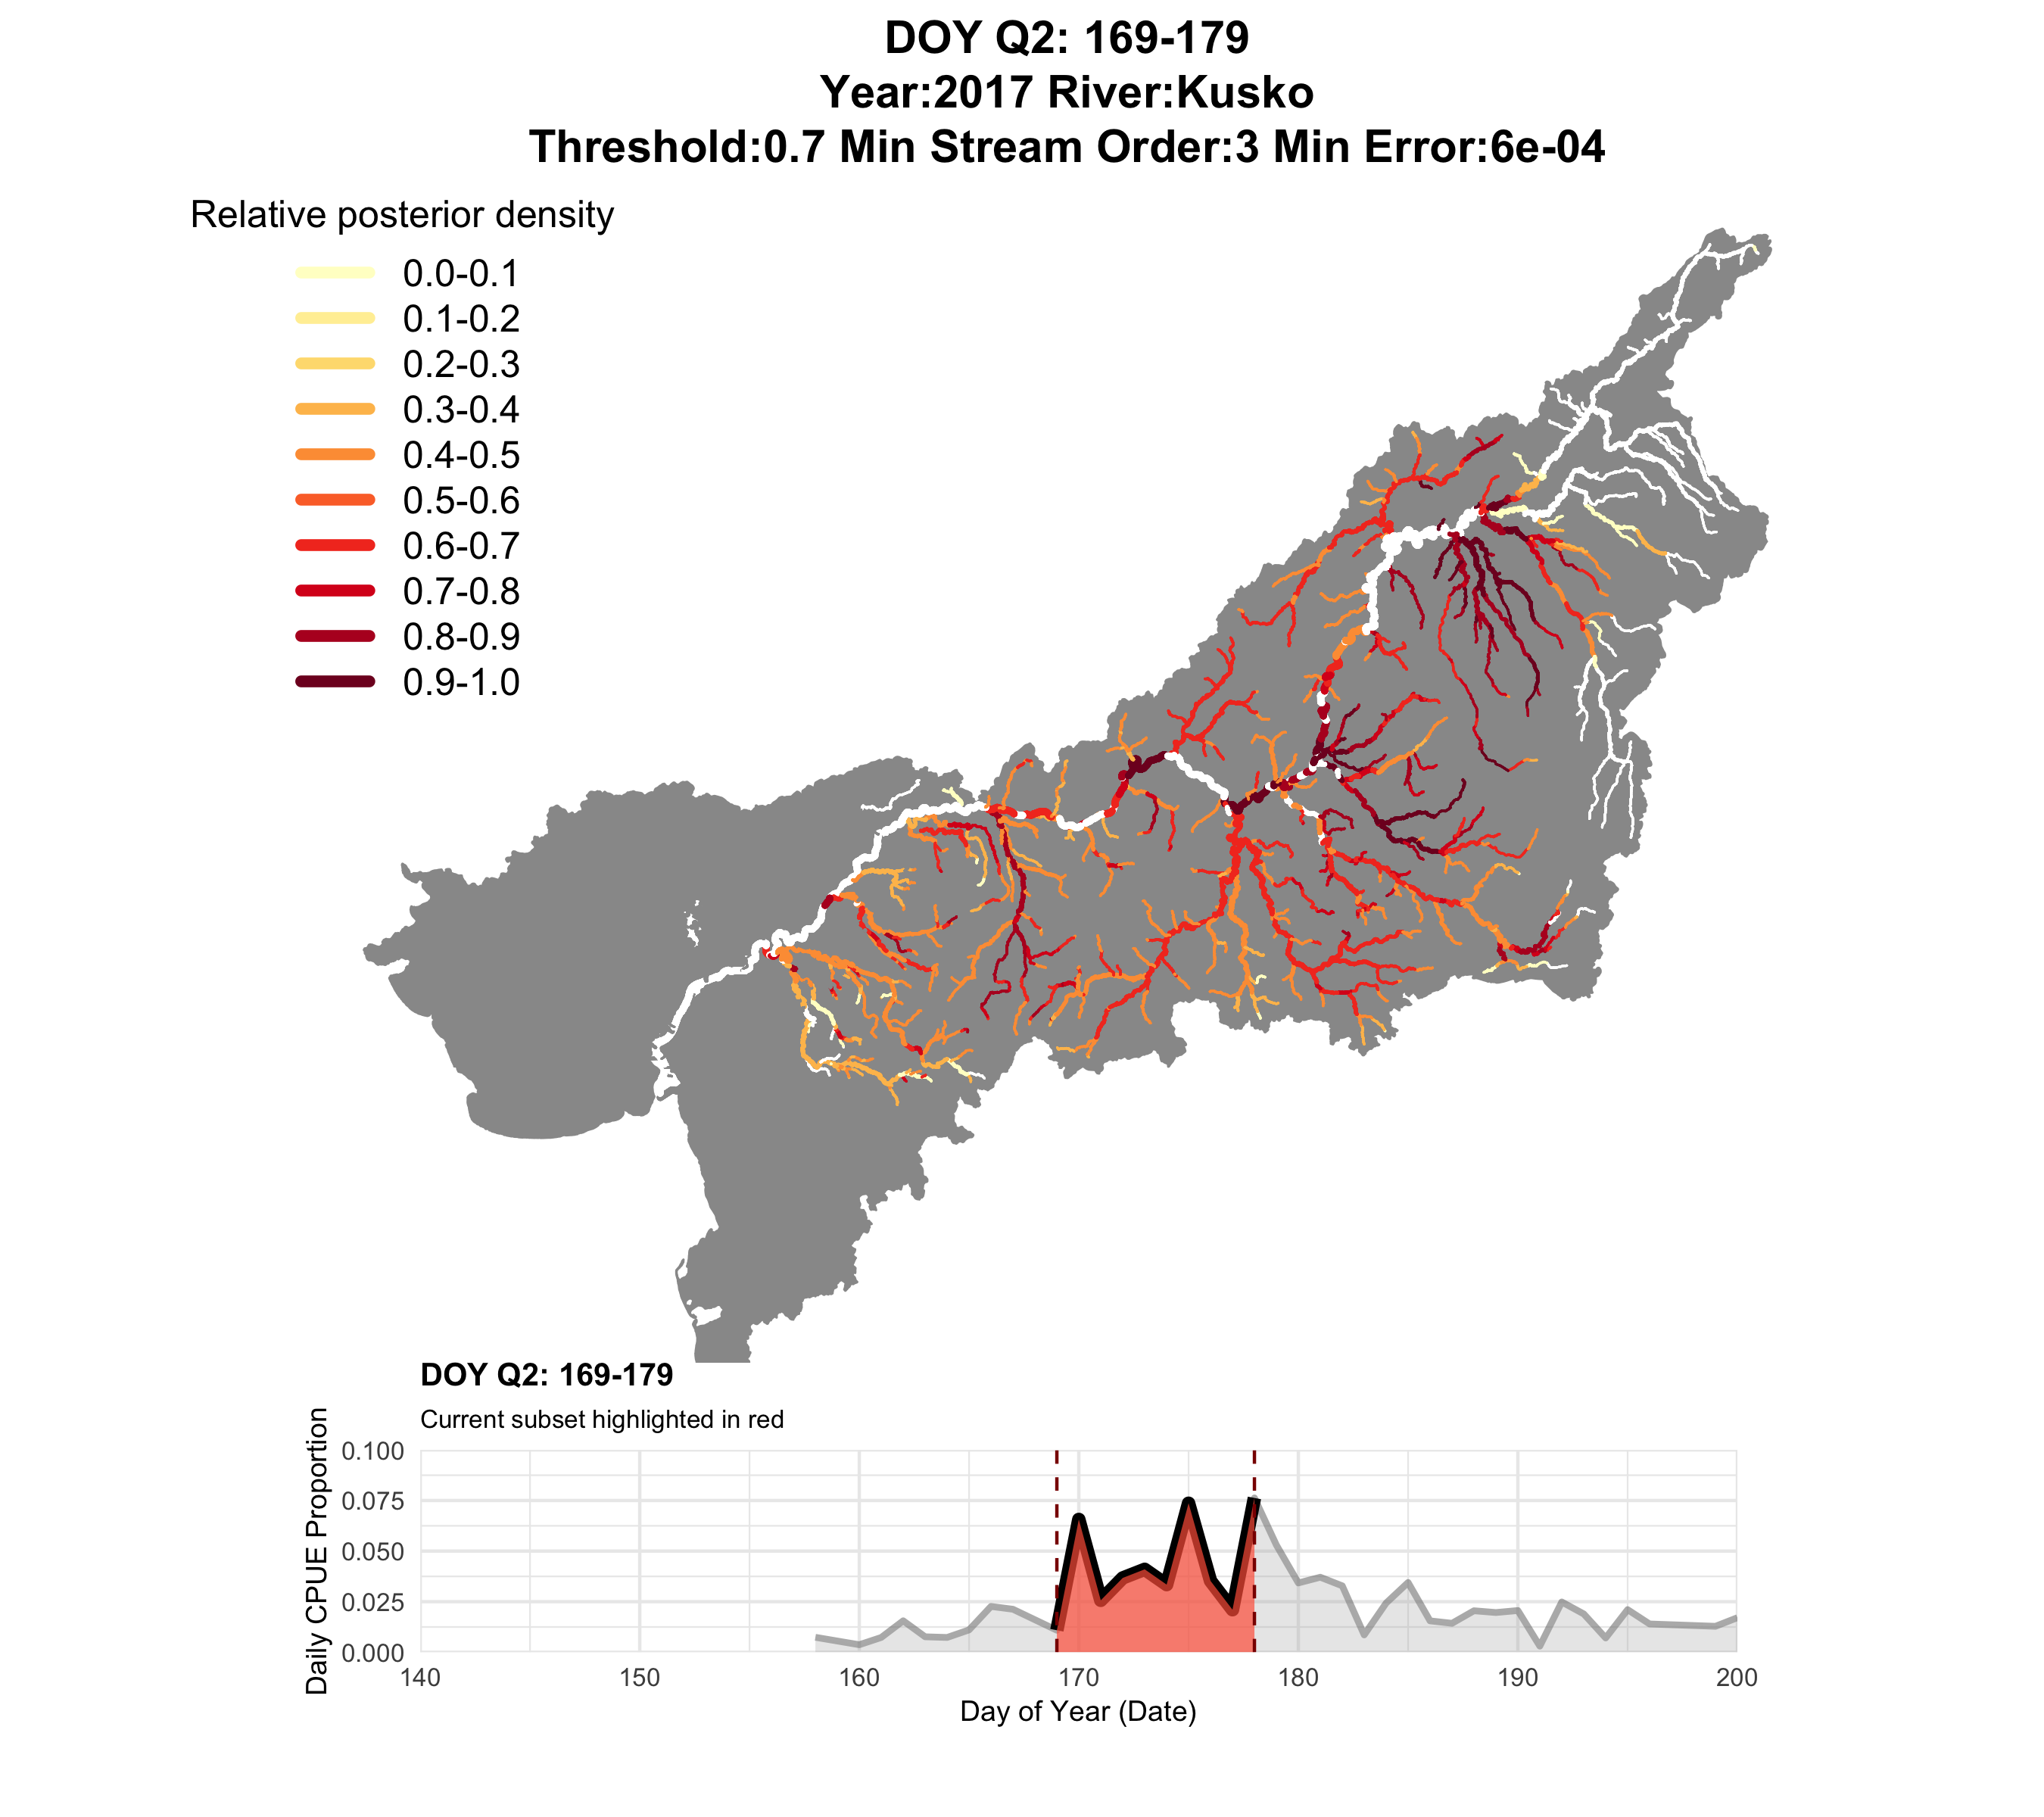 DOY Q2: 169-179
Year:2017 River:Kusko
Threshold:0.7 Min Stream Order:3 Min Error:6e-04
Relative posterior density
0.0-0.1
0.1-0.2
0.2-0.3
0.3-0.4
0.4-0.5
0.5-0.6
0.6-0.7
0.7-0.8
0.8-0.9
0.9-1.0
DOY Q2: 169-179
Current subset highlighted in red
Daily CPUE Proportion
0.100
0.075
0.050
0.025
0.000
140 150 160 170 180 190 200
Day of Year (Date)